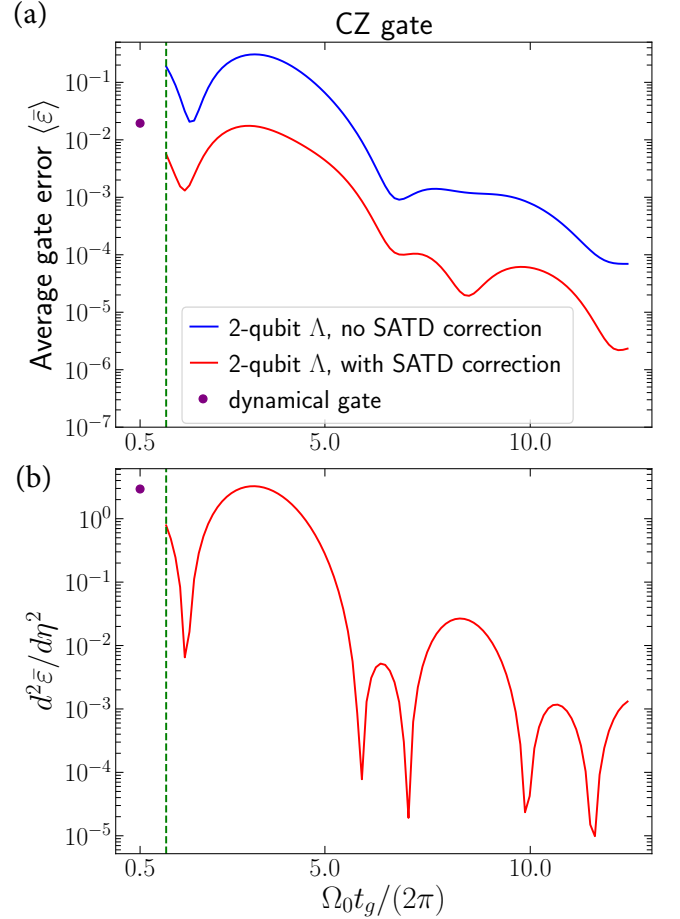 (a)
CZ gate
Average gate error ⟨ε̄⟩
10⁻¹
10⁻²
10⁻³
10⁻⁴
10⁻⁵
10⁻⁶
10⁻⁷
2-qubit Λ, no SATD correction
2-qubit Λ, with SATD correction
dynamical gate
0.5 5.0 10.0
(b)
d²ε̄/dη²
10⁰
10⁻¹
10⁻²
10⁻³
10⁻⁴
10⁻⁵
0.5 5.0 10.0
Ω₀t_g/(2π)